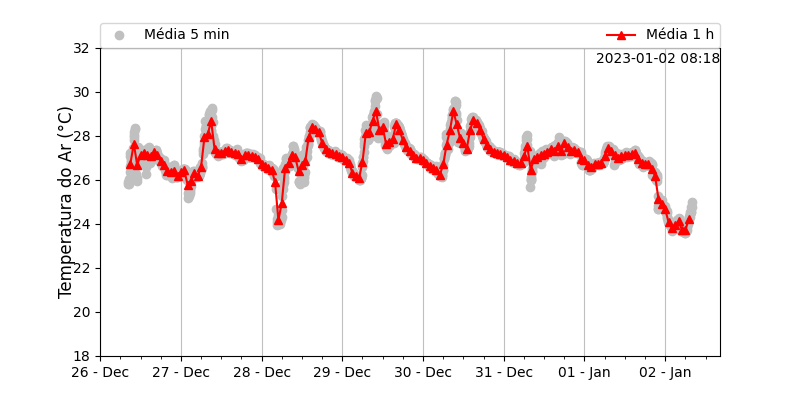 Média 5 min
Média 1 h
2023-01-02 08:18
Temperatura do Ar (°C)
32
30
28
26
24
22
20
18
26 - Dec
27 - Dec
28 - Dec
29 - Dec
30 - Dec
31 - Dec
01 - Jan
02 - Jan